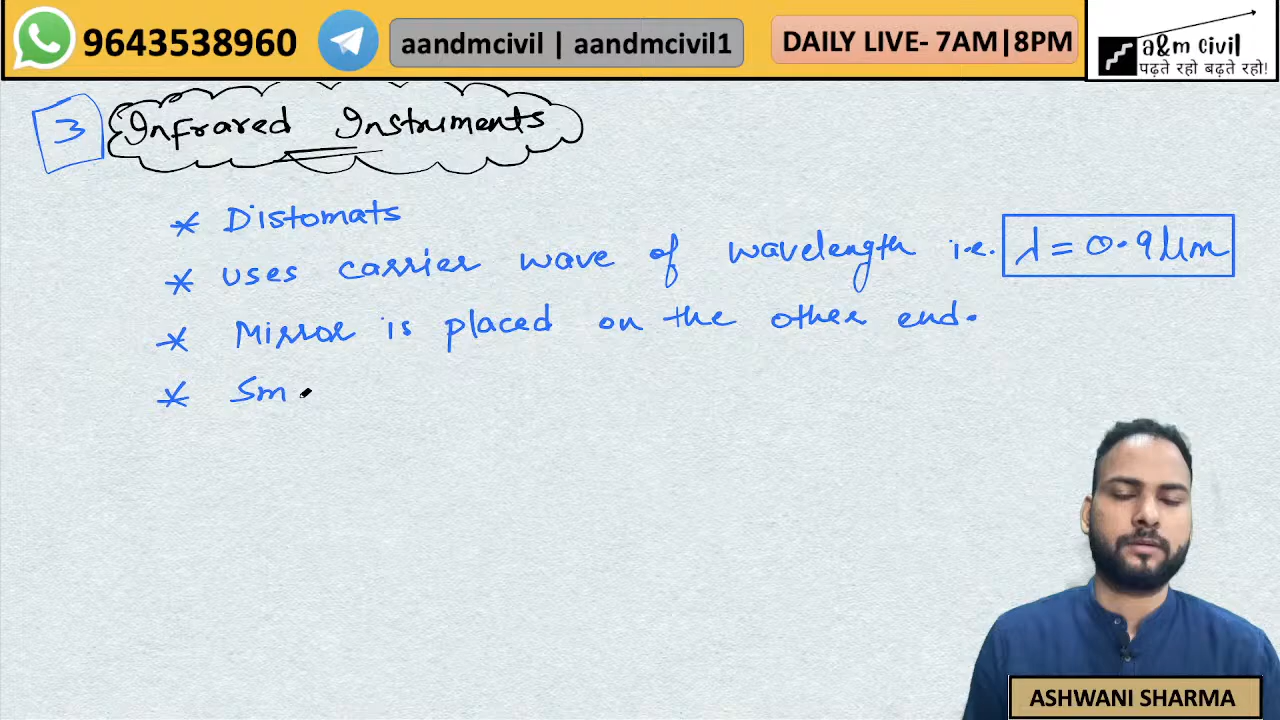 9643538960
aandmcivil | aandmcivil1
DAILY LIVE- 7AM|8PM
a&m civil
पढ़ते रहो बढ़ते रहो!
3 Infrared Instruments
* Distomats
* uses carrier wave of wavelength i.e. λ = 0.9 μm
* Mirror is placed on the other end.
* Sm
ASHWANI SHARMA